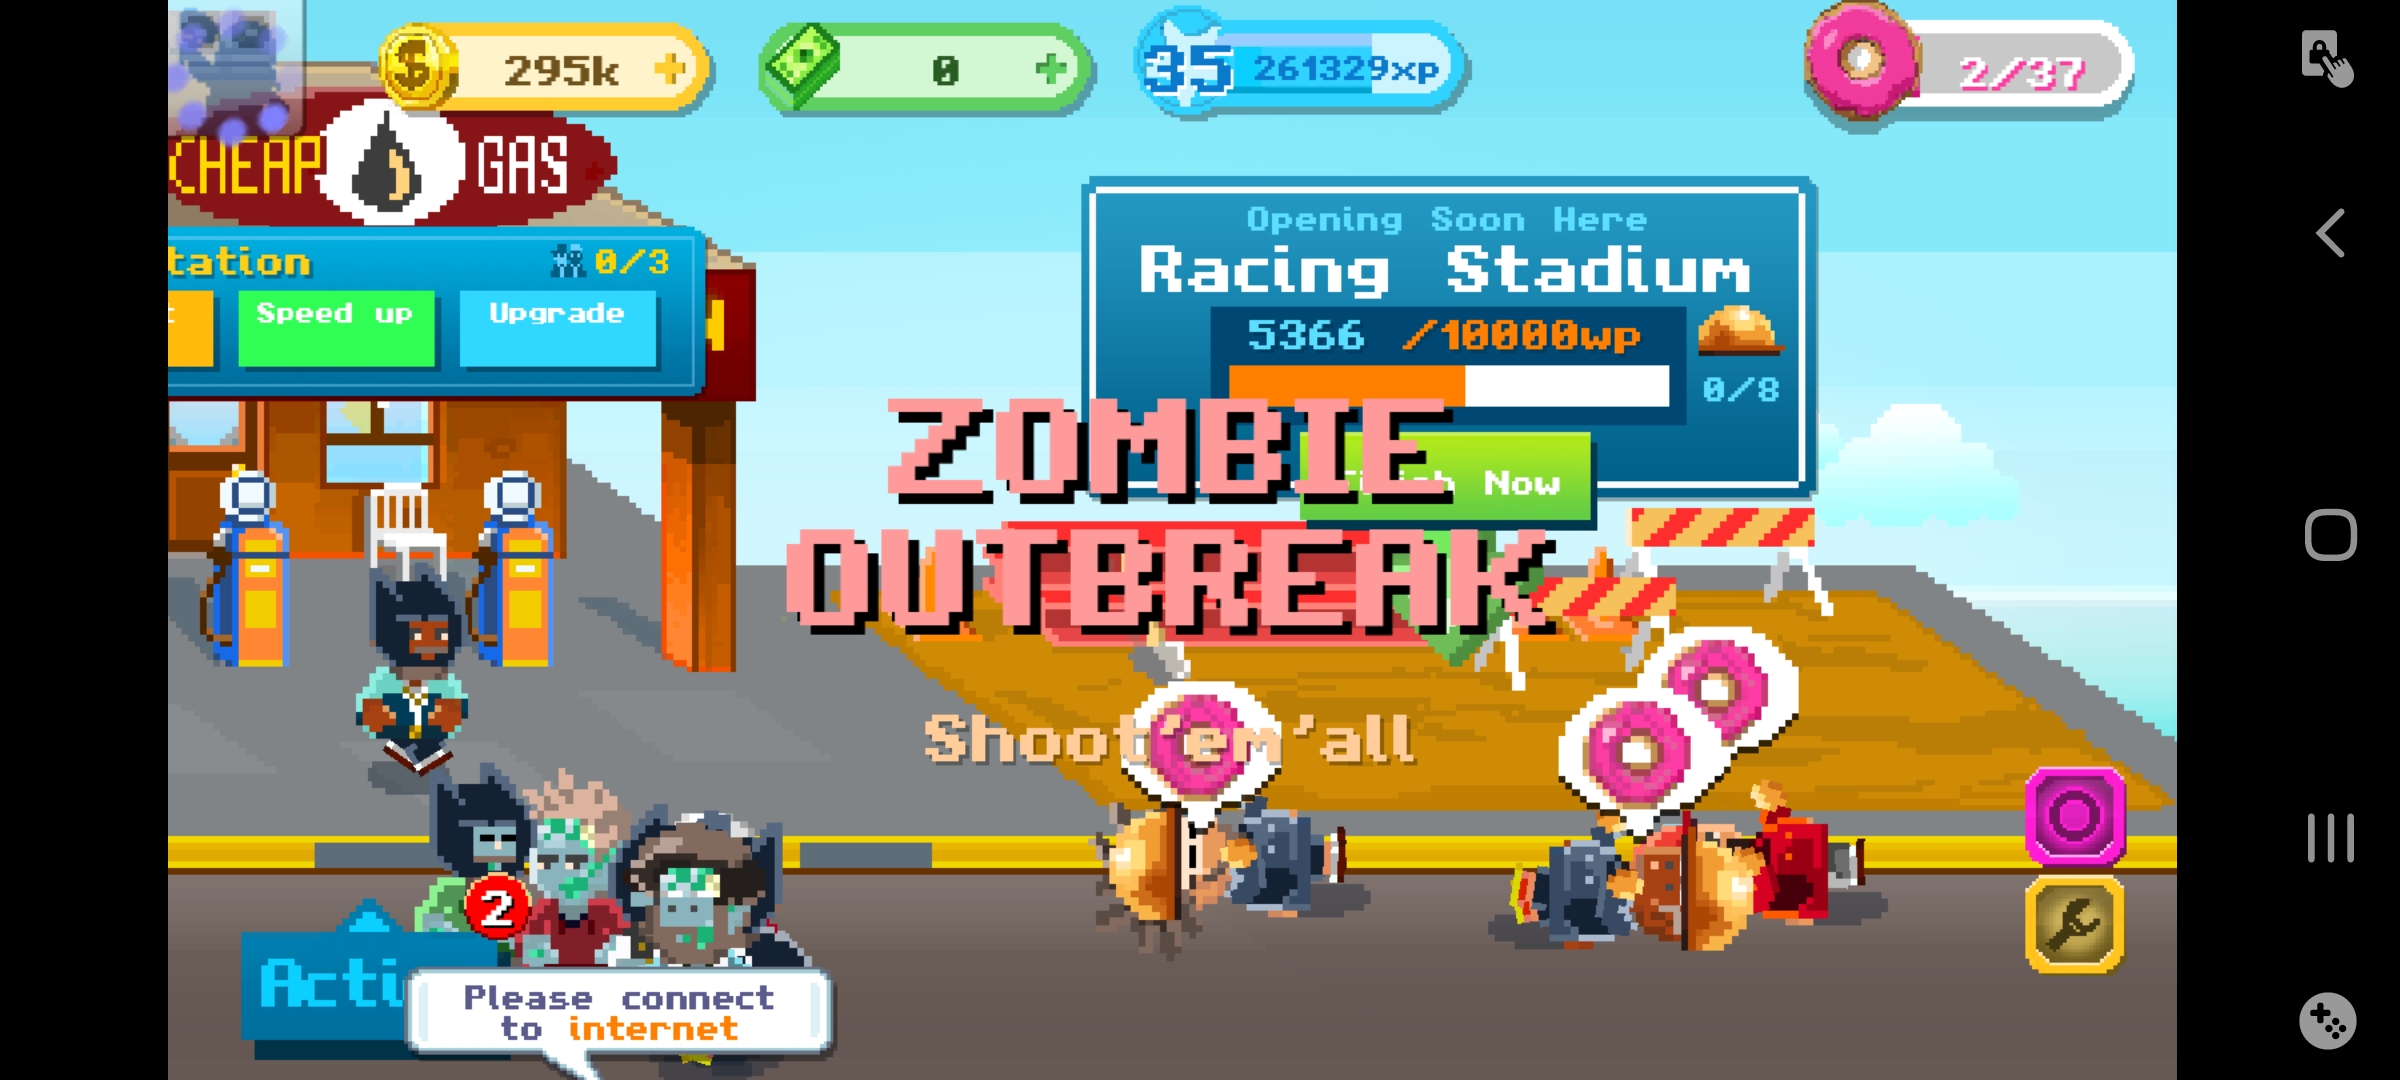 295k +
0 +
35 261329xp
2/37
CHEAP GAS
tation 0/3
Speed up
Upgrade
Opening Soon Here
Racing Stadium
5366 /10000wp
0/8
Now
ZOMBIE
OUTBREAK
Shoot'em'all
2
Acti
Please connect
to internet